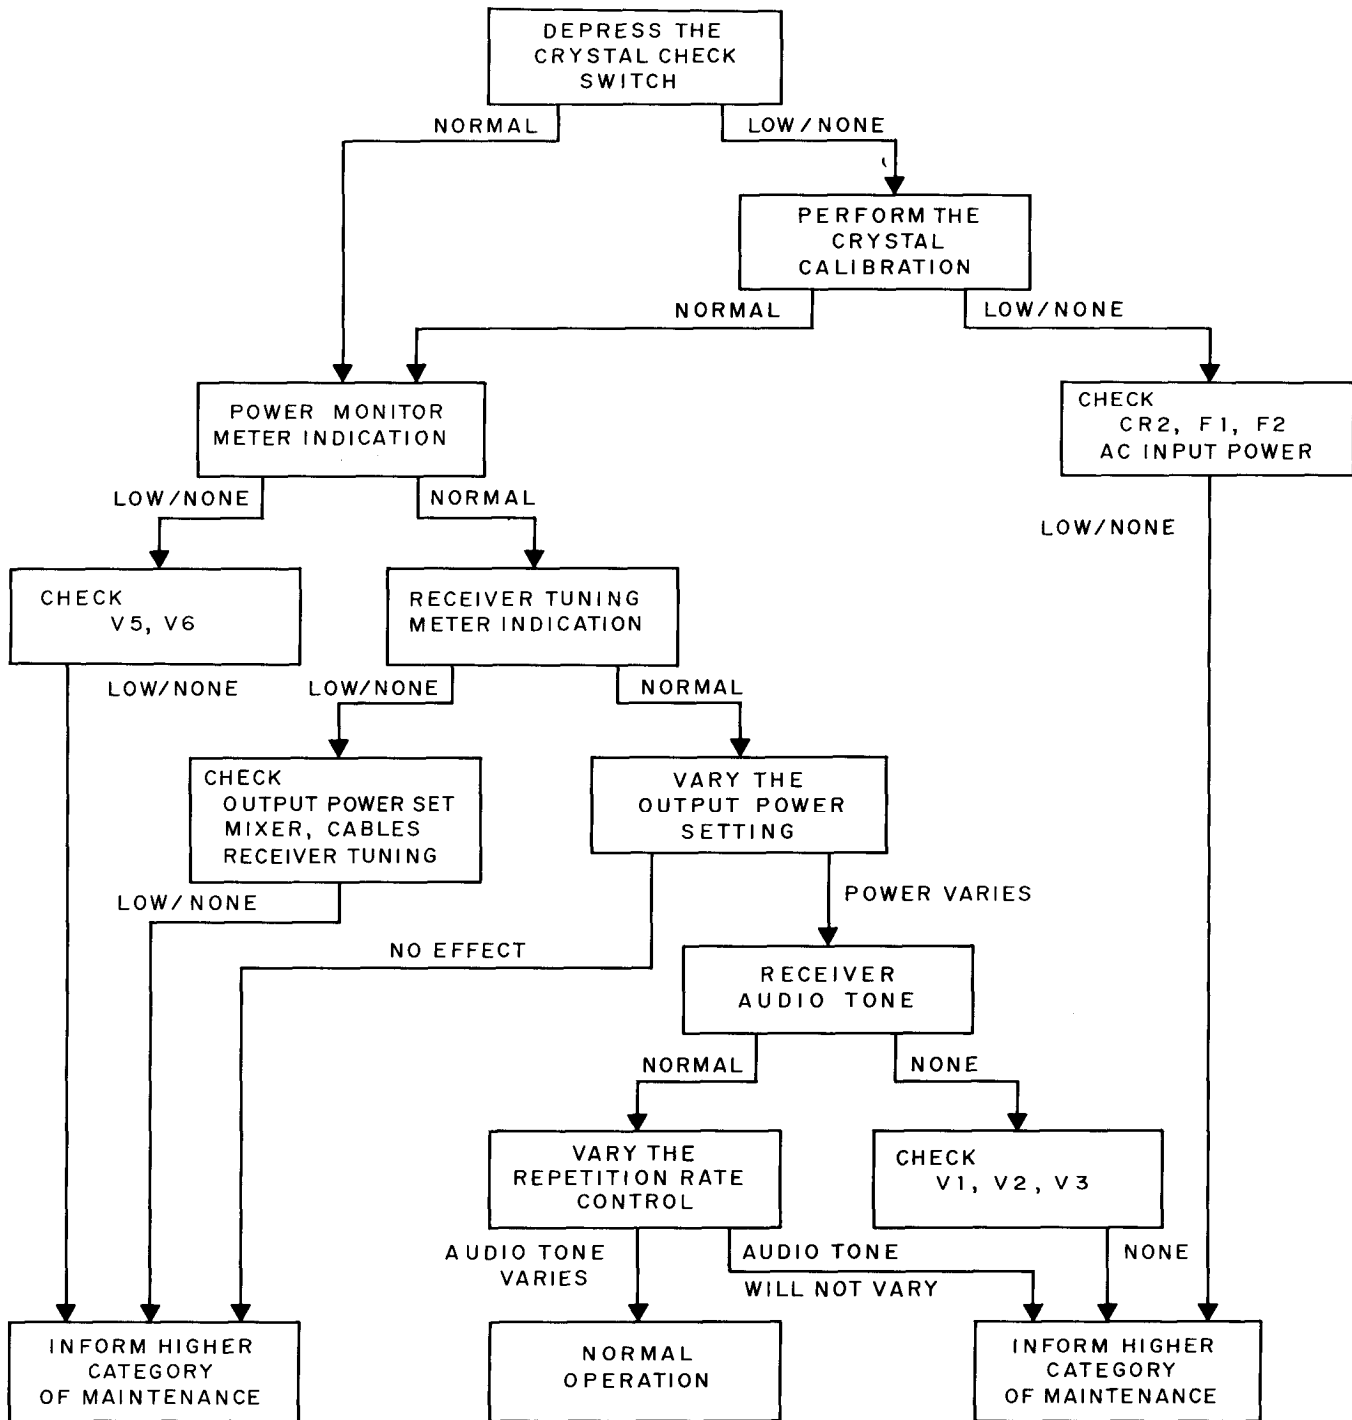 DEPRESS THE
CRYSTAL CHECK
SWITCH
NORMAL
LOW/NONE
PERFORM THE
CRYSTAL
CALIBRATION
NORMAL
LOW/NONE
POWER MONITOR
METER INDICATION
CHECK
CR2, F1, F2
AC INPUT POWER
LOW/NONE
NORMAL
LOW/NONE
CHECK
V5, V6
RECEIVER TUNING
METER INDICATION
LOW/NONE
LOW/NONE
NORMAL
CHECK
OUTPUT POWER SET
MIXER, CABLES
RECEIVER TUNING
VARY THE
OUTPUT POWER
SETTING
LOW/NONE
POWER VARIES
NO EFFECT
RECEIVER
AUDIO TONE
NORMAL
NONE
VARY THE
REPETITION RATE
CONTROL
CHECK
V1, V2, V3
AUDIO TONE
VARIES
AUDIO TONE
WILL NOT VARY
NONE
INFORM HIGHER
CATEGORY
OF MAINTENANCE
NORMAL
OPERATION
INFORM HIGHER
CATEGORY
OF MAINTENANCE